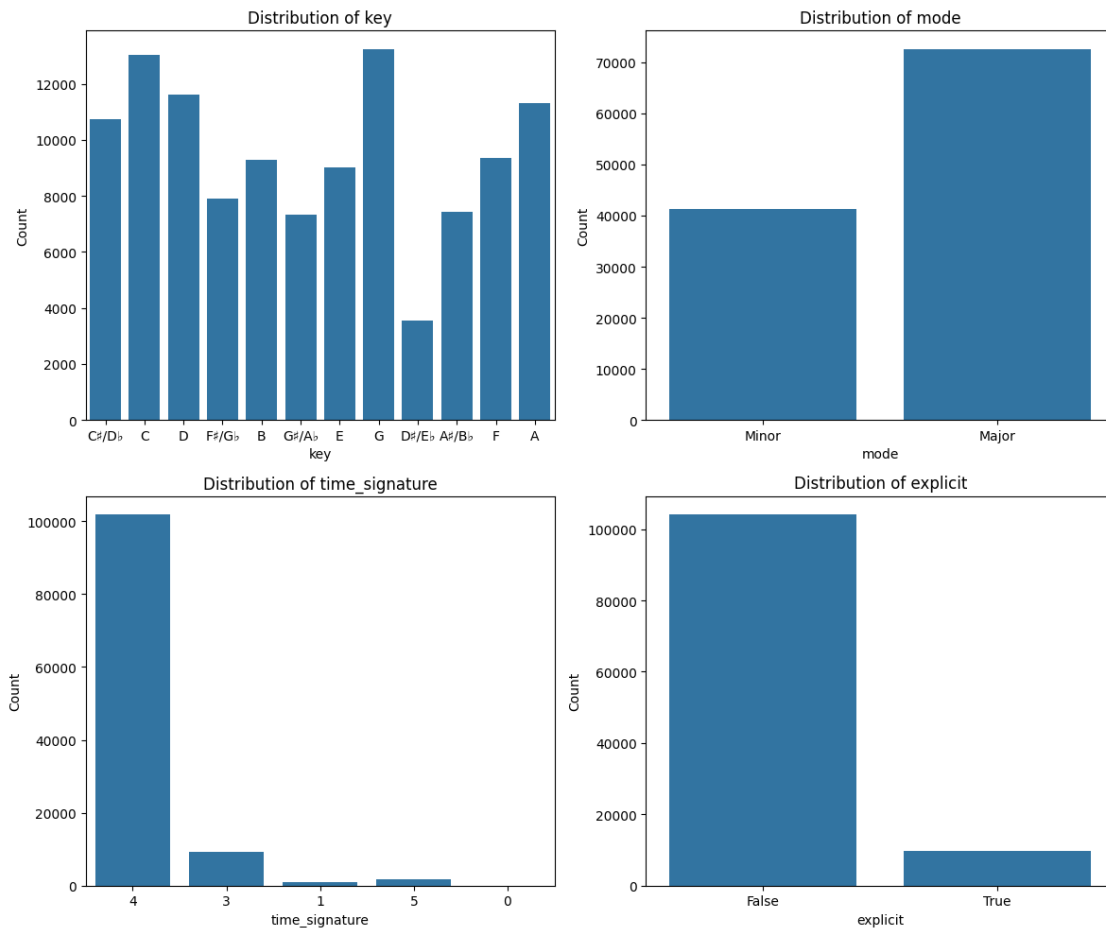 Distribution of key
Count
12000
10000
8000
6000
4000
2000
0
C♯/D♭ C D F♯/G♭ B G♯/A♭ E G D♯/E♭ A♯/B♭ F A
key
Distribution of mode
Count
70000
60000
50000
40000
30000
20000
10000
0
Minor Major
mode
Distribution of time_signature
Count
100000
80000
60000
40000
20000
0
4 3 1 5 0
time_signature
Distribution of explicit
Count
100000
80000
60000
40000
20000
0
False True
explicit